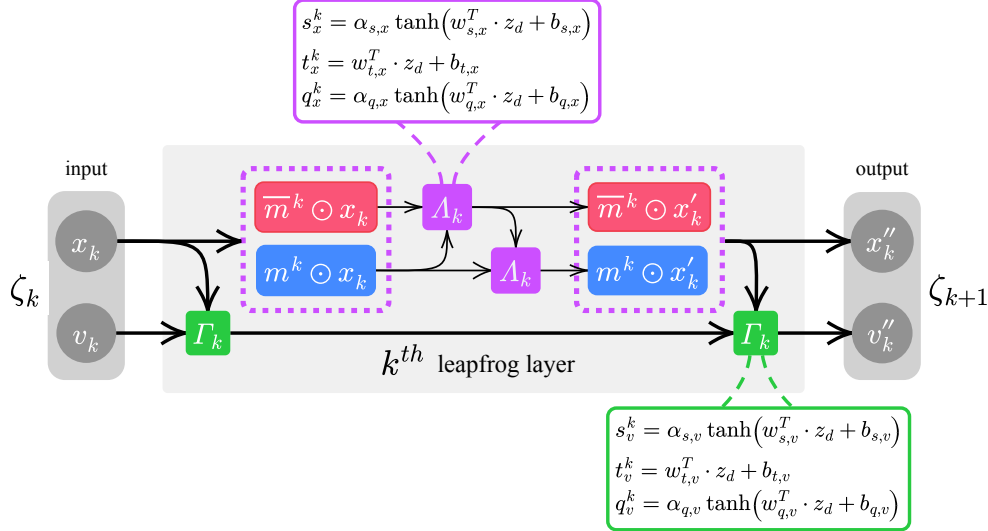 s_x^k = α_{s,x} tanh(w_{s,x}^T · z_d + b_{s,x})
t_x^k = w_{t,x}^T · z_d + b_{t,x}
q_x^k = α_{q,x} tanh(w_{q,x}^T · z_d + b_{q,x})
input
output
ζ_k
x_k
v_k
m̅^k ⊙ x_k
m^k ⊙ x_k
Λ_k
Λ_k
m̅^k ⊙ x′_k
m^k ⊙ x′_k
Γ_k
Γ_k
k^{th} leapfrog layer
x″_k
v″_k
ζ_{k+1}
s_v^k = α_{s,v} tanh(w_{s,v}^T · z_d + b_{s,v})
t_v^k = w_{t,v}^T · z_d + b_{t,v}
q_v^k = α_{q,v} tanh(w_{q,v}^T · z_d + b_{q,v})